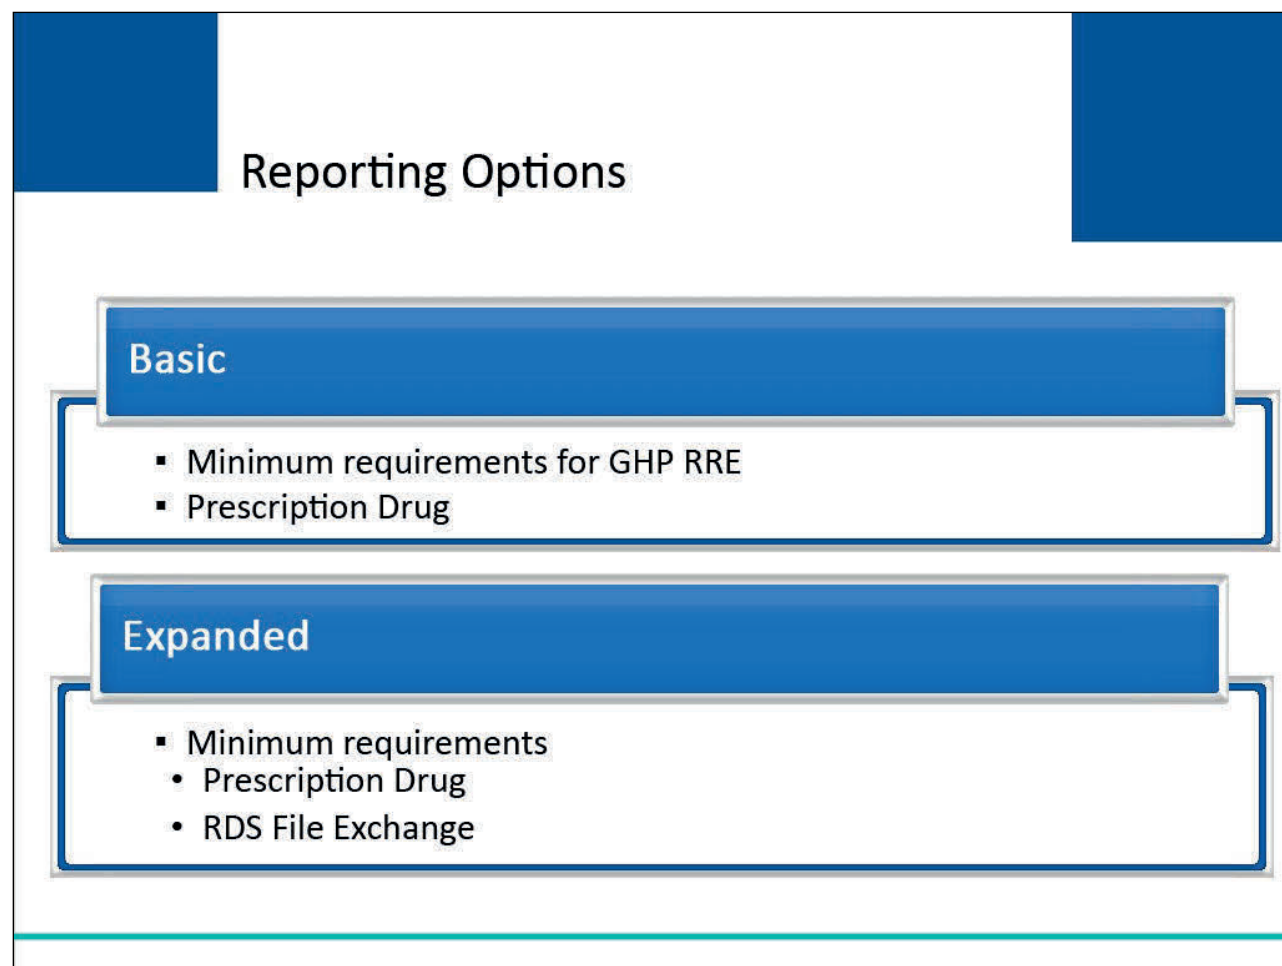 Reporting Options
Basic
▪ Minimum requirements for GHP RRE
▪ Prescription Drug
Expanded
▪ Minimum requirements
• Prescription Drug
• RDS File Exchange